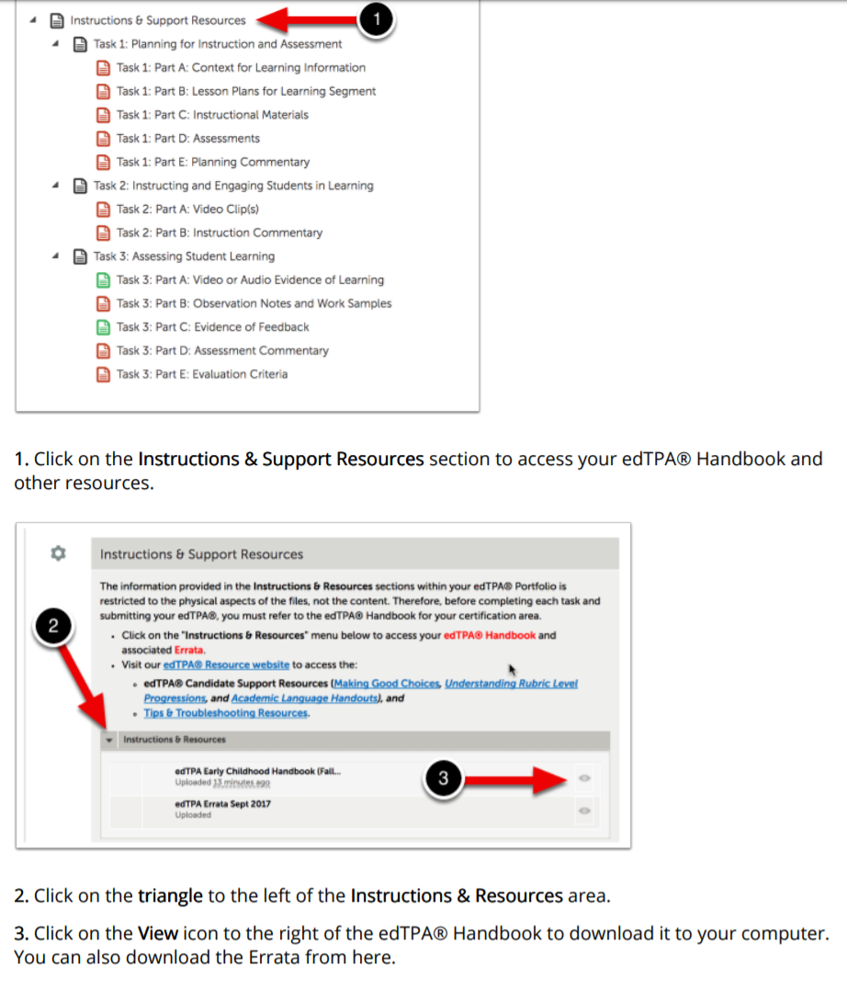 Instructions & Support Resources
1
Task 1: Planning for Instruction and Assessment
Task 1: Part A: Context for Learning Information
Task 1: Part B: Lesson Plans for Learning Segment
Task 1: Part C: Instructional Materials
Task 1: Part D: Assessments
Task 1: Part E: Planning Commentary
Task 2: Instructing and Engaging Students in Learning
Task 2: Part A: Video Clip(s)
Task 2: Part B: Instruction Commentary
Task 3: Assessing Student Learning
Task 3: Part A: Video or Audio Evidence of Learning
Task 3: Part B: Observation Notes and Work Samples
Task 3: Part C: Evidence of Feedback
Task 3: Part D: Assessment Commentary
Task 3: Part E: Evaluation Criteria
1. Click on the Instructions & Support Resources section to access your edTPA® Handbook and
other resources.
Instructions & Support Resources
The information provided in the Instructions & Resources sections within your edTPA® Portfolio is
restricted to the physical aspects of the files, not the content. Therefore, before completing each task and
submitting your edTPA®, you must refer to the edTPA® Handbook for your certification area.
2
• Click on the "Instructions & Resources" menu below to access your edTPA® Handbook and
associated Errata.
• Visit our edTPA® Resource website to access the:
• edTPA® Candidate Support Resources (Making Good Choices, Understanding Rubric Level
Progressions, and Academic Language Handouts), and
• Tips & Troubleshooting Resources.
Instructions & Resources
edTPA Early Childhood Handbook (Fall...
Uploaded 13 minutes ago
3
edTPA Errata Sept 2017
Uploaded
2. Click on the triangle to the left of the Instructions & Resources area.
3. Click on the View icon to the right of the edTPA® Handbook to download it to your computer.
You can also download the Errata from here.